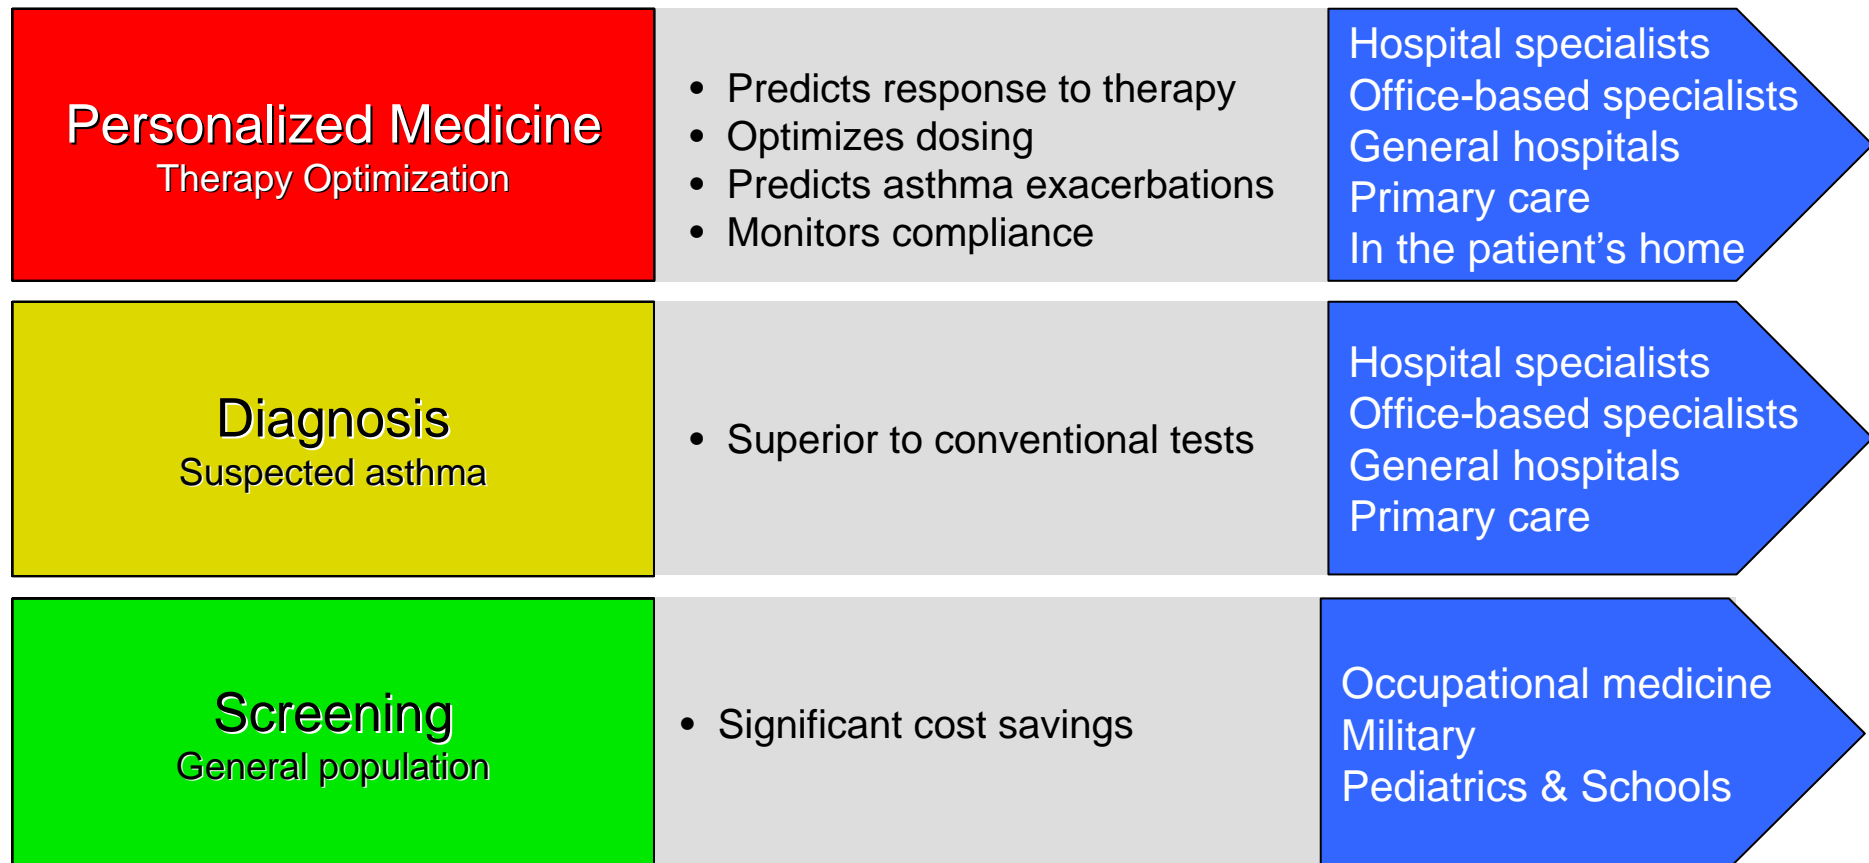 Personalized Medicine
Therapy Optimization
• Predicts response to therapy
• Optimizes dosing
• Predicts asthma exacerbations
• Monitors compliance
Hospital specialists
Office-based specialists
General hospitals
Primary care
In the patient’s home
Diagnosis
Suspected asthma
• Superior to conventional tests
Hospital specialists
Office-based specialists
General hospitals
Primary care
Screening
General population
• Significant cost savings
Occupational medicine
Military
Pediatrics & Schools